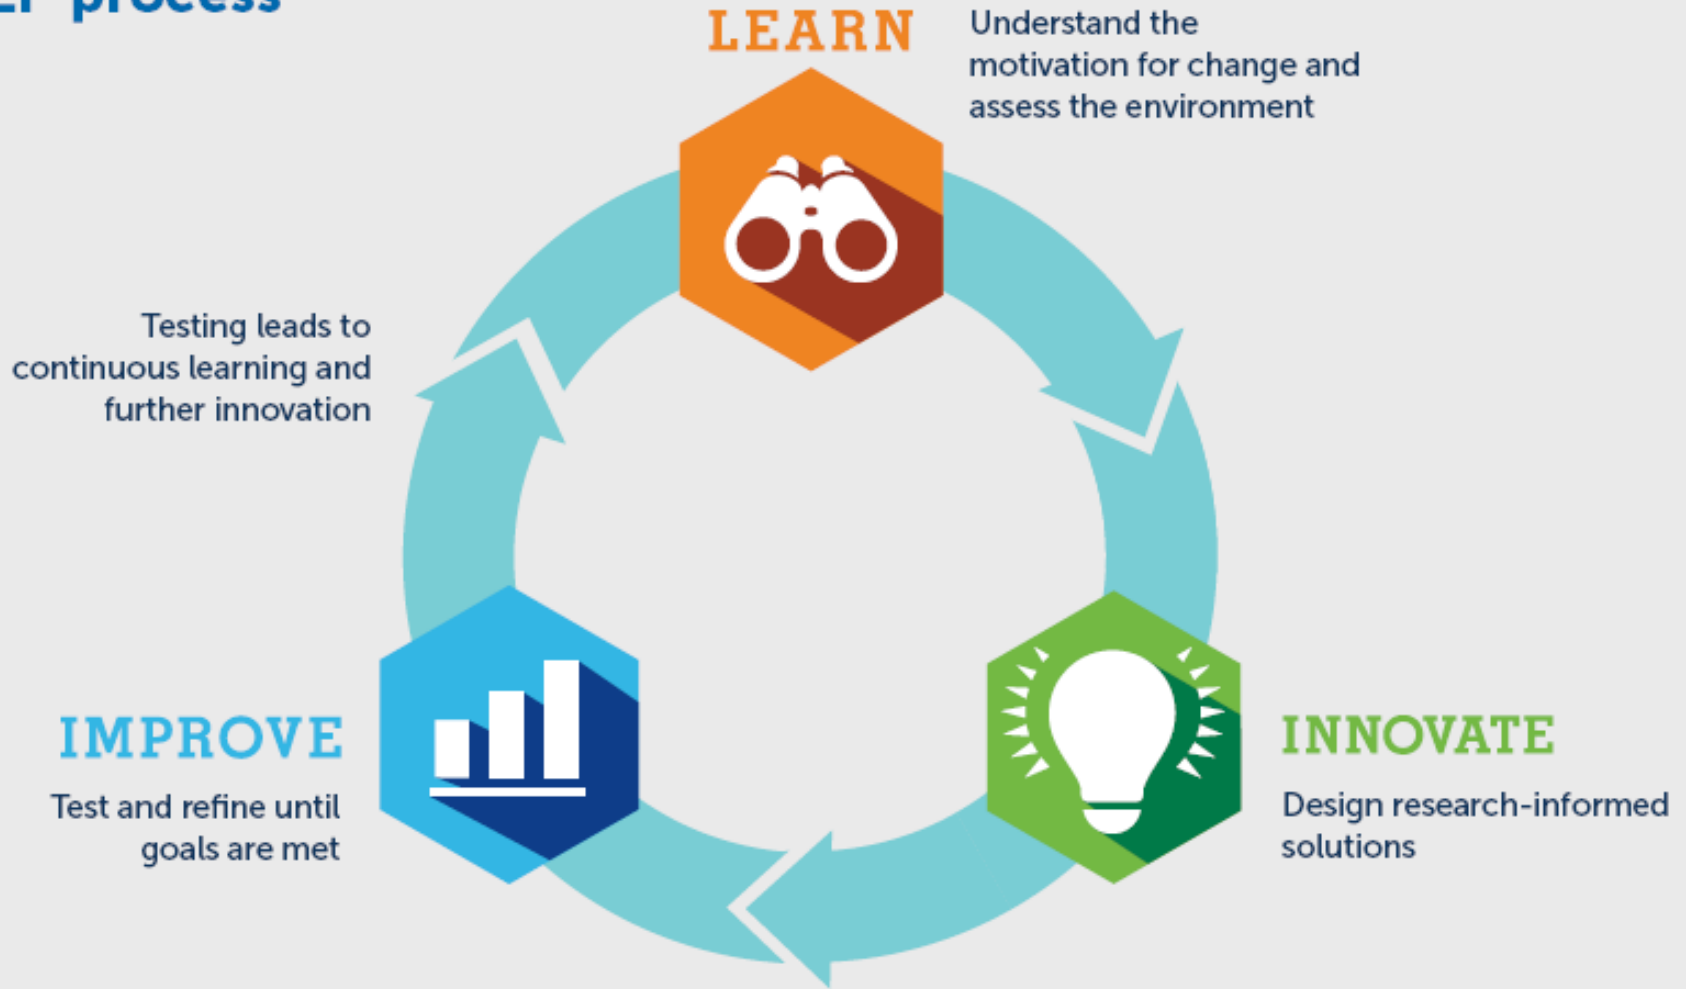 process
LEARN
Understand the
motivation for change and
assess the environment
Testing leads to
continuous learning and
further innovation
IMPROVE
Test and refine until
goals are met
INNOVATE
Design research-informed
solutions